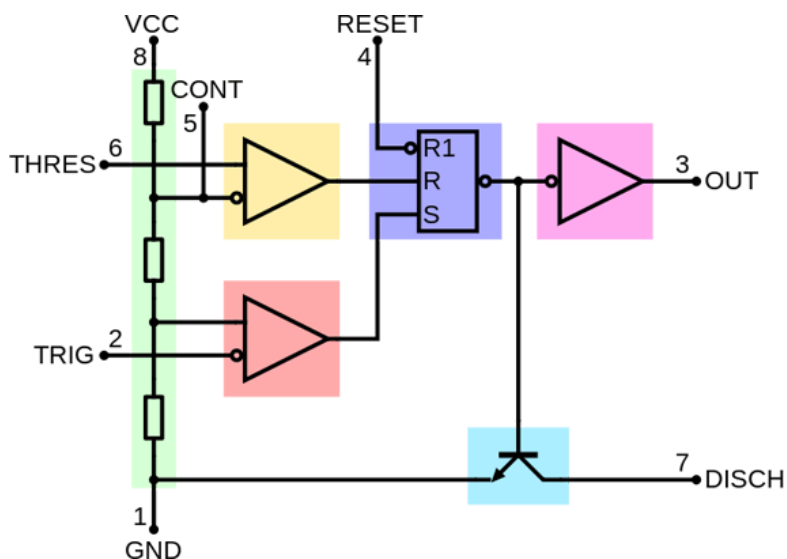 VCC
8
RESET
4
CONT
5
THRES
6
R1
R
S
3
OUT
TRIG
2
7
DISCH
1
GND